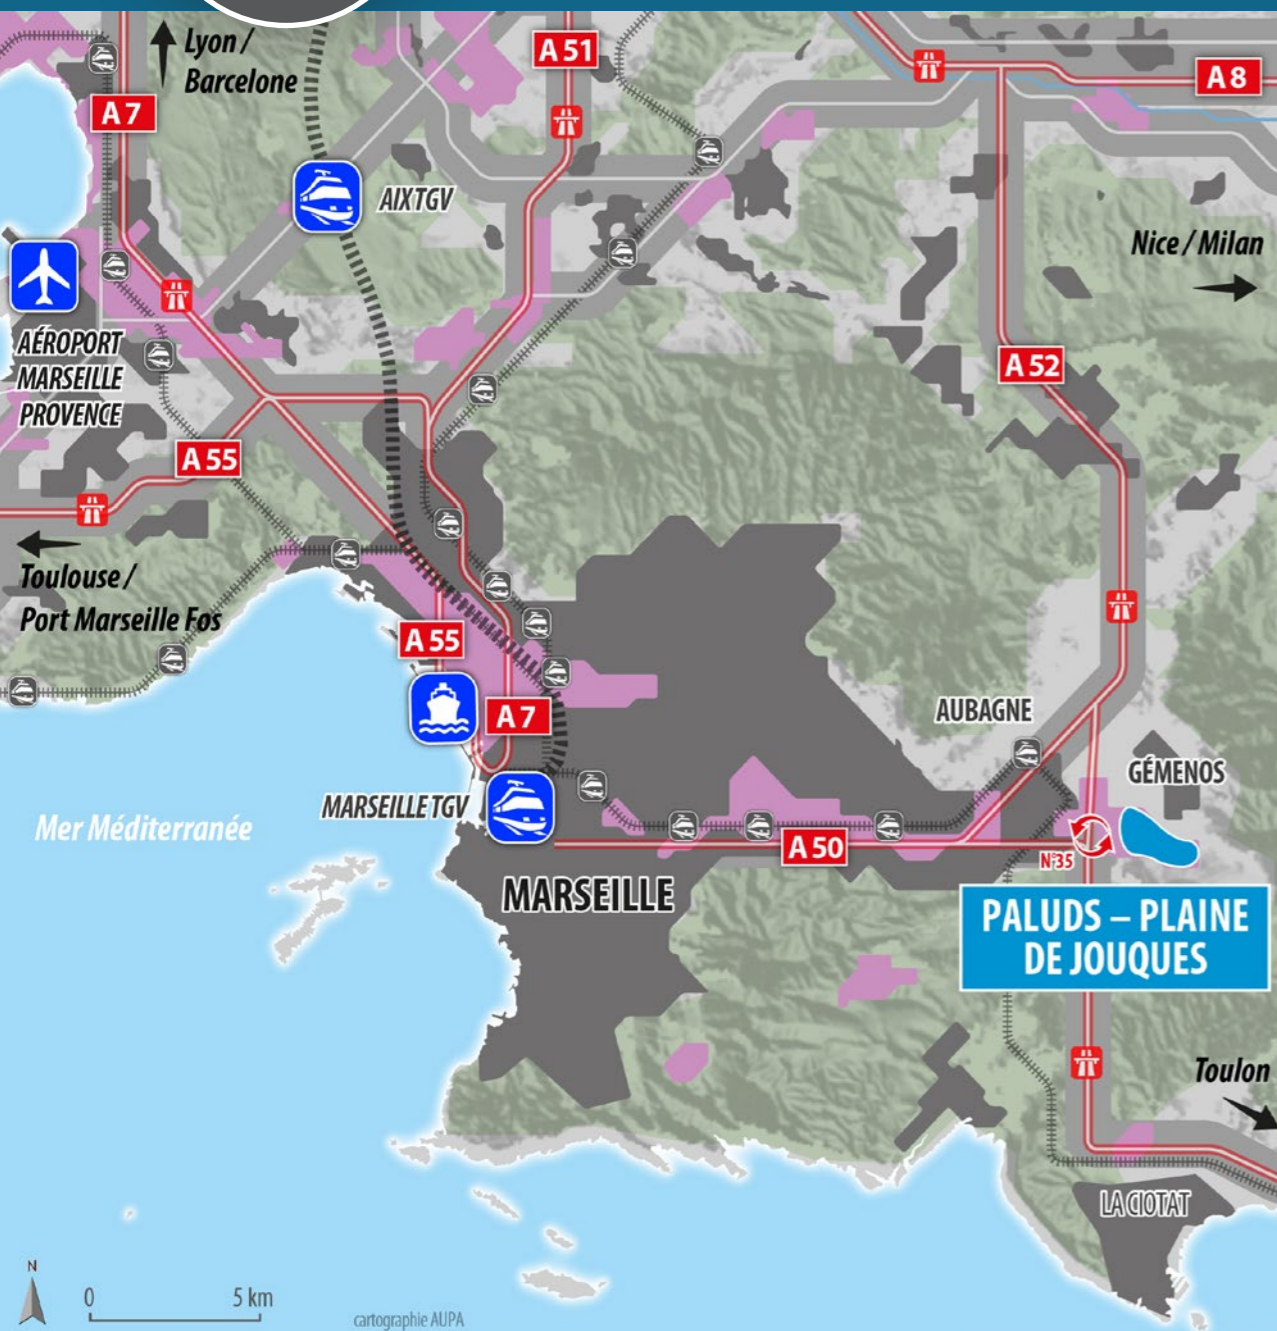 Lyon /
Barcelone
A 51
A 8
A 7
AIX TGV
Nice / Milan
AÉROPORT
MARSEILLE
PROVENCE
A 52
A 55
Toulouse /
Port Marseille Fos
A 55
A 7
AUBAGNE
GÉMENOS
MARSEILLE TGV
Mer Méditerranée
A 50
N°35
MARSEILLE
PALUDS – PLAINE
DE JOUQUES
Toulon
LA CIOTAT
N
0 5 km
cartographie AUPA